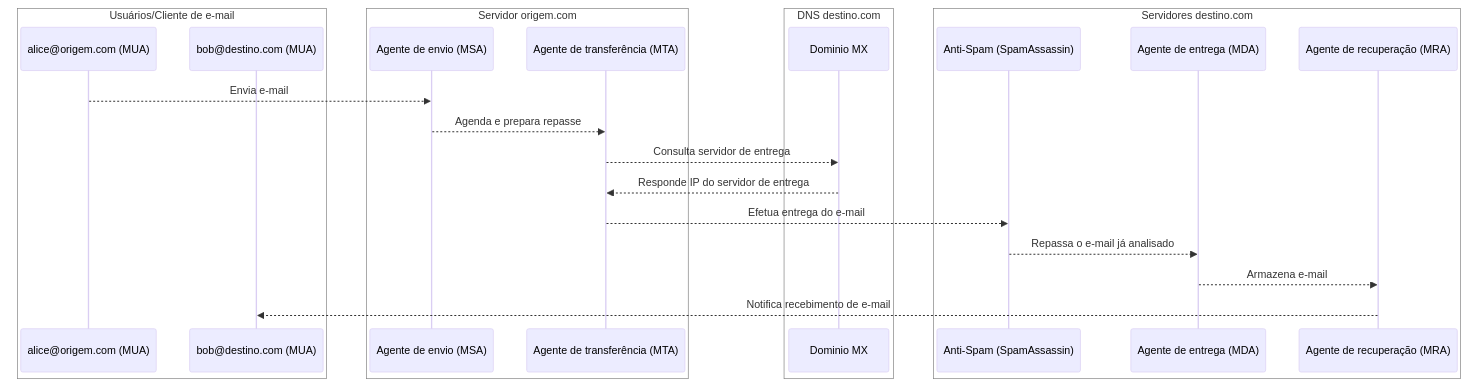 Usuários/Cliente de e-mail
Servidor origem.com
DNS destino.com
Servidores destino.com
alice@origem.com (MUA)
bob@destino.com (MUA)
Agente de envio (MSA)
Agente de transferência (MTA)
Dominio MX
Anti-Spam (SpamAssassin)
Agente de entrega (MDA)
Agente de recuperação (MRA)
Envia e-mail
Agenda e prepara repasse
Consulta servidor de entrega
Responde IP do servidor de entrega
Efetua entrega do e-mail
Repassa o e-mail já analisado
Armazena e-mail
Notifica recebimento de e-mail
alice@origem.com (MUA)
bob@destino.com (MUA)
Agente de envio (MSA)
Agente de transferência (MTA)
Dominio MX
Anti-Spam (SpamAssassin)
Agente de entrega (MDA)
Agente de recuperação (MRA)